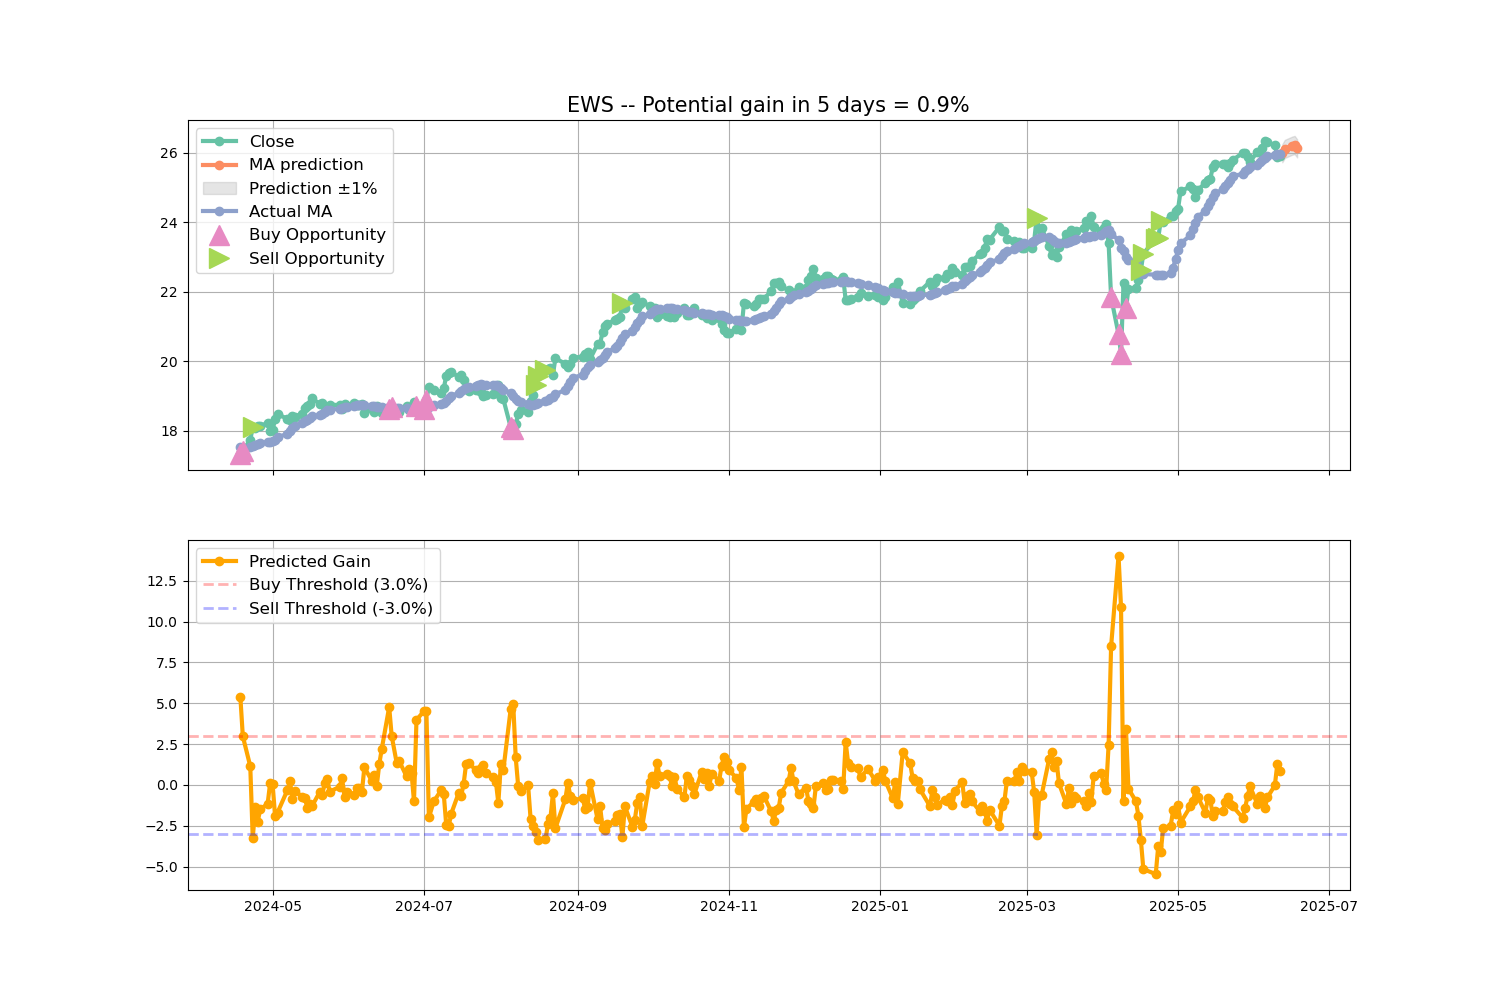 EWS -- Potential gain in 5 days = 0.9%
Close
MA prediction
Prediction ±1%
Actual MA
Buy Opportunity
Sell Opportunity
26
24
22
20
18
Predicted Gain
Buy Threshold (3.0%)
Sell Threshold (-3.0%)
12.5
10.0
7.5
5.0
2.5
0.0
−2.5
−5.0
2024-05 2024-07 2024-09 2024-11 2025-01 2025-03 2025-05 2025-07